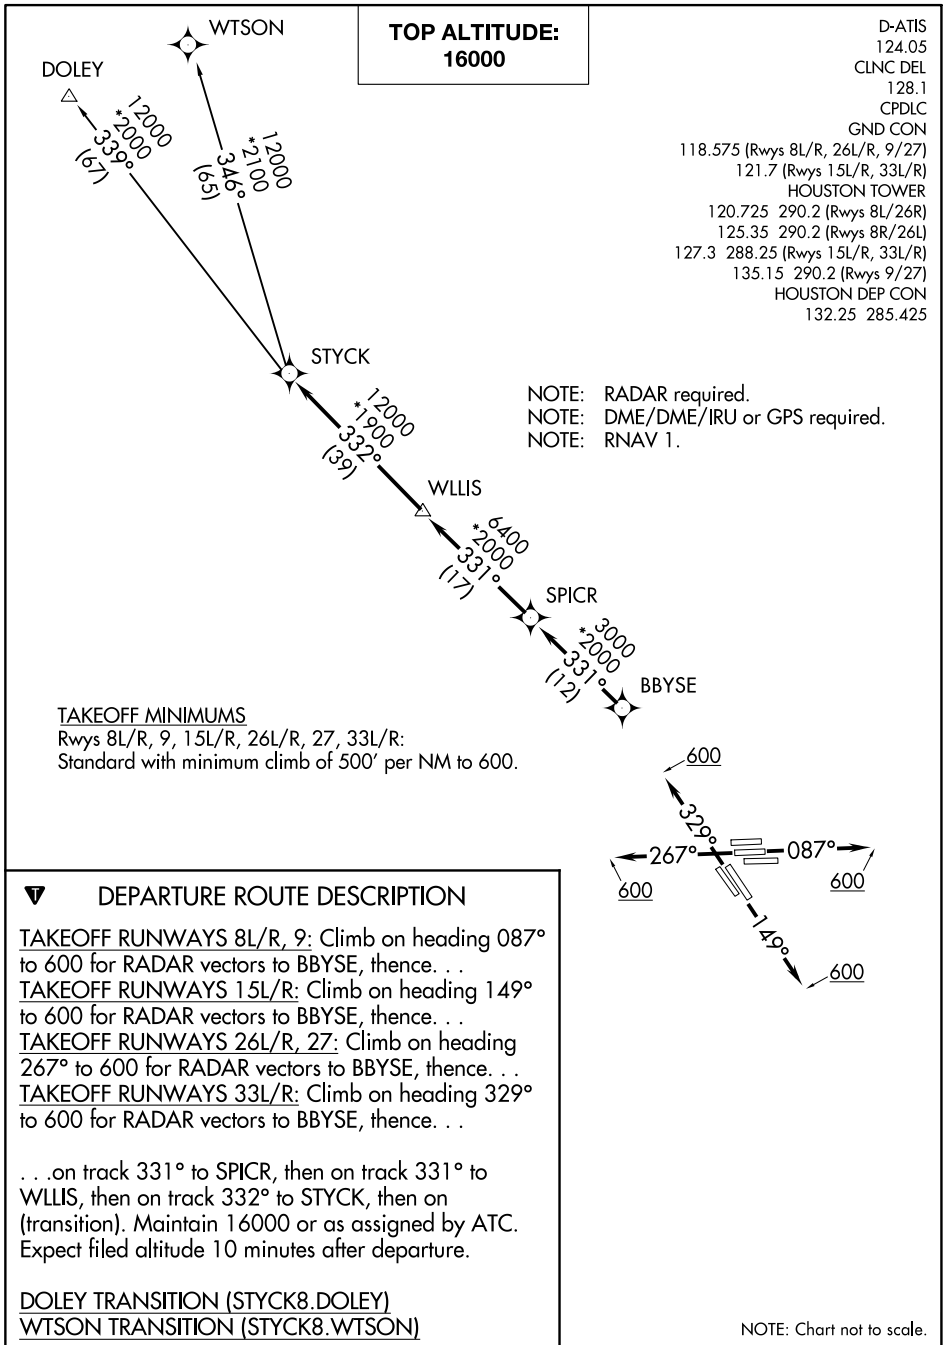 WTSON
TOP ALTITUDE:
16000
DOLEY
D-ATIS
124.05
CLNC DEL
128.1
CPDLC
GND CON
118.575 (Rwys 8L/R, 26L/R, 9/27)
121.7 (Rwys 15L/R, 33L/R)
HOUSTON TOWER
120.725 290.2 (Rwys 8L/26R)
125.35 290.2 (Rwys 8R/26L)
127.3 288.25 (Rwys 15L/R, 33L/R)
135.15 290.2 (Rwys 9/27)
HOUSTON DEP CON
132.25 285.425
12000
*2000
339°
(67)
12000
*2100
346°
(65)
STYCK
NOTE: RADAR required.
NOTE: DME/DME/IRU or GPS required.
NOTE: RNAV 1.
12000
*1900
332°
(39)
WLLIS
6400
*2000
331°
(17)
SPICR
3000
*2000
331°
(12)
BBYSE
TAKEOFF MINIMUMS
Rwys 8L/R, 9, 15L/R, 26L/R, 27, 33L/R:
Standard with minimum climb of 500' per NM to 600.
600
329°
267°
087°
600
600
149°
600
T DEPARTURE ROUTE DESCRIPTION
TAKEOFF RUNWAYS 8L/R, 9: Climb on heading 087°
to 600 for RADAR vectors to BBYSE, thence. . .
TAKEOFF RUNWAYS 15L/R: Climb on heading 149°
to 600 for RADAR vectors to BBYSE, thence. . .
TAKEOFF RUNWAYS 26L/R, 27: Climb on heading
267° to 600 for RADAR vectors to BBYSE, thence. . .
TAKEOFF RUNWAYS 33L/R: Climb on heading 329°
to 600 for RADAR vectors to BBYSE, thence. . .
. . .on track 331° to SPICR, then on track 331° to
WLLIS, then on track 332° to STYCK, then on
(transition). Maintain 16000 or as assigned by ATC.
Expect filed altitude 10 minutes after departure.
DOLEY TRANSITION (STYCK8.DOLEY)
WTSON TRANSITION (STYCK8.WTSON)
NOTE: Chart not to scale.